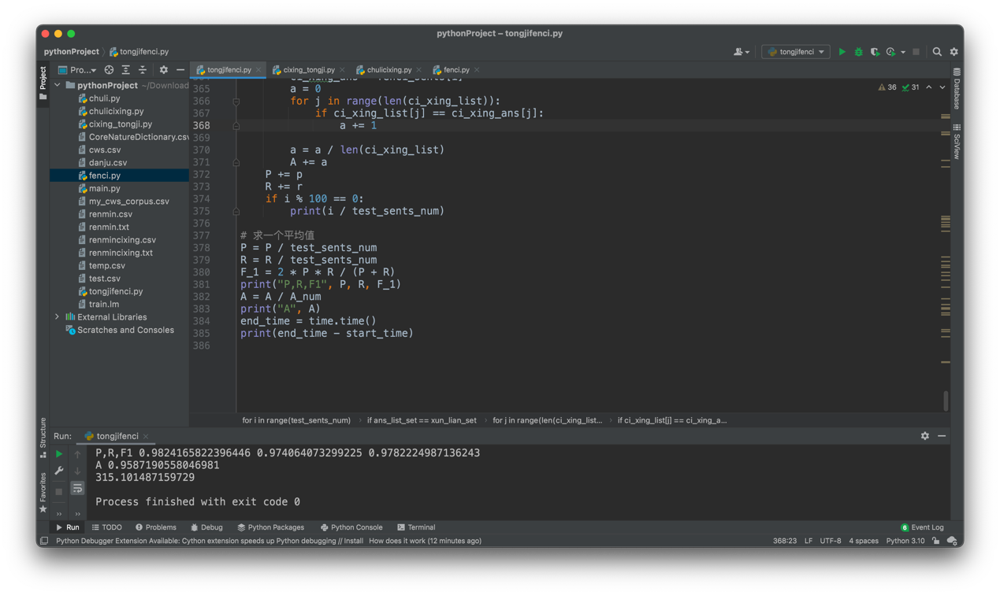 pythonProject – tongjifenci.py
pythonProject
tongjifenci.py
tongjifenci
Pro...
tongjifenci.py
cixing_tongji.py
chulicixing.py
fenci.py
Project
pythonProject ~/Download
chuli.py
chulicixing.py
cixing_tongji.py
CoreNatureDictionary.csv
cws.csv
danju.csv
fenci.py
main.py
my_cws_corpus.csv
renmin.csv
renmin.txt
renmincixing.csv
renmincixing.txt
temp.csv
test.csv
tongjifenci.py
train.lm
External Libraries
Scratches and Consoles
36
31
Database
SciView
365 a = 0
366 for j in range(len(ci_xing_list)):
367 if ci_xing_list[j] == ci_xing_ans[j]:
368 a += 1
369
370 a = a / len(ci_xing_list)
371 A += a
372 P += p
373 R += r
374 if i % 100 == 0:
375 print(i / test_sents_num)
376
377 # 求一个平均值
378 P = P / test_sents_num
379 R = R / test_sents_num
380 F_1 = 2 * P * R / (P + R)
381 print("P,R,F1", P, R, F_1)
382 A = A / A_num
383 print("A", A)
384 end_time = time.time()
385 print(end_time - start_time)
386
for i in range(test_sents_num) › if ans_list_set == xun_lian_set › for j in range(len(ci_xing_list... › if ci_xing_list[j] == ci_xing_a...
Structure
Favorites
Run: tongjifenci
P,R,F1 0.9824165822396446 0.974064073299225 0.9782224987136243
A 0.9587190558046981
315.101487159729
Process finished with exit code 0
Run TODO Problems Debug Python Packages Python Console Terminal
6 Event Log
Python Debugger Extension Available: Cython extension speeds up Python debugging // Install How does it work (12 minutes ago)
368:23 LF UTF-8 4 spaces Python 3.10